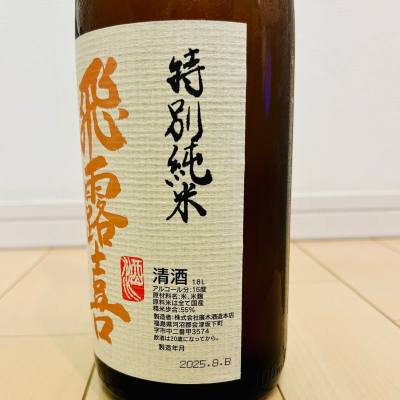 特別純米
飛露喜
清酒 1.8L
アルコール分:16度
原材料名:米、米麹
原料米は全て国産
精米歩合:55%
製造者:株式会社廣木酒造本店
福島県河沼郡会津坂下町
字市中二番甲3574
飲酒は20歳になってから。
製造年月
2025.8.B